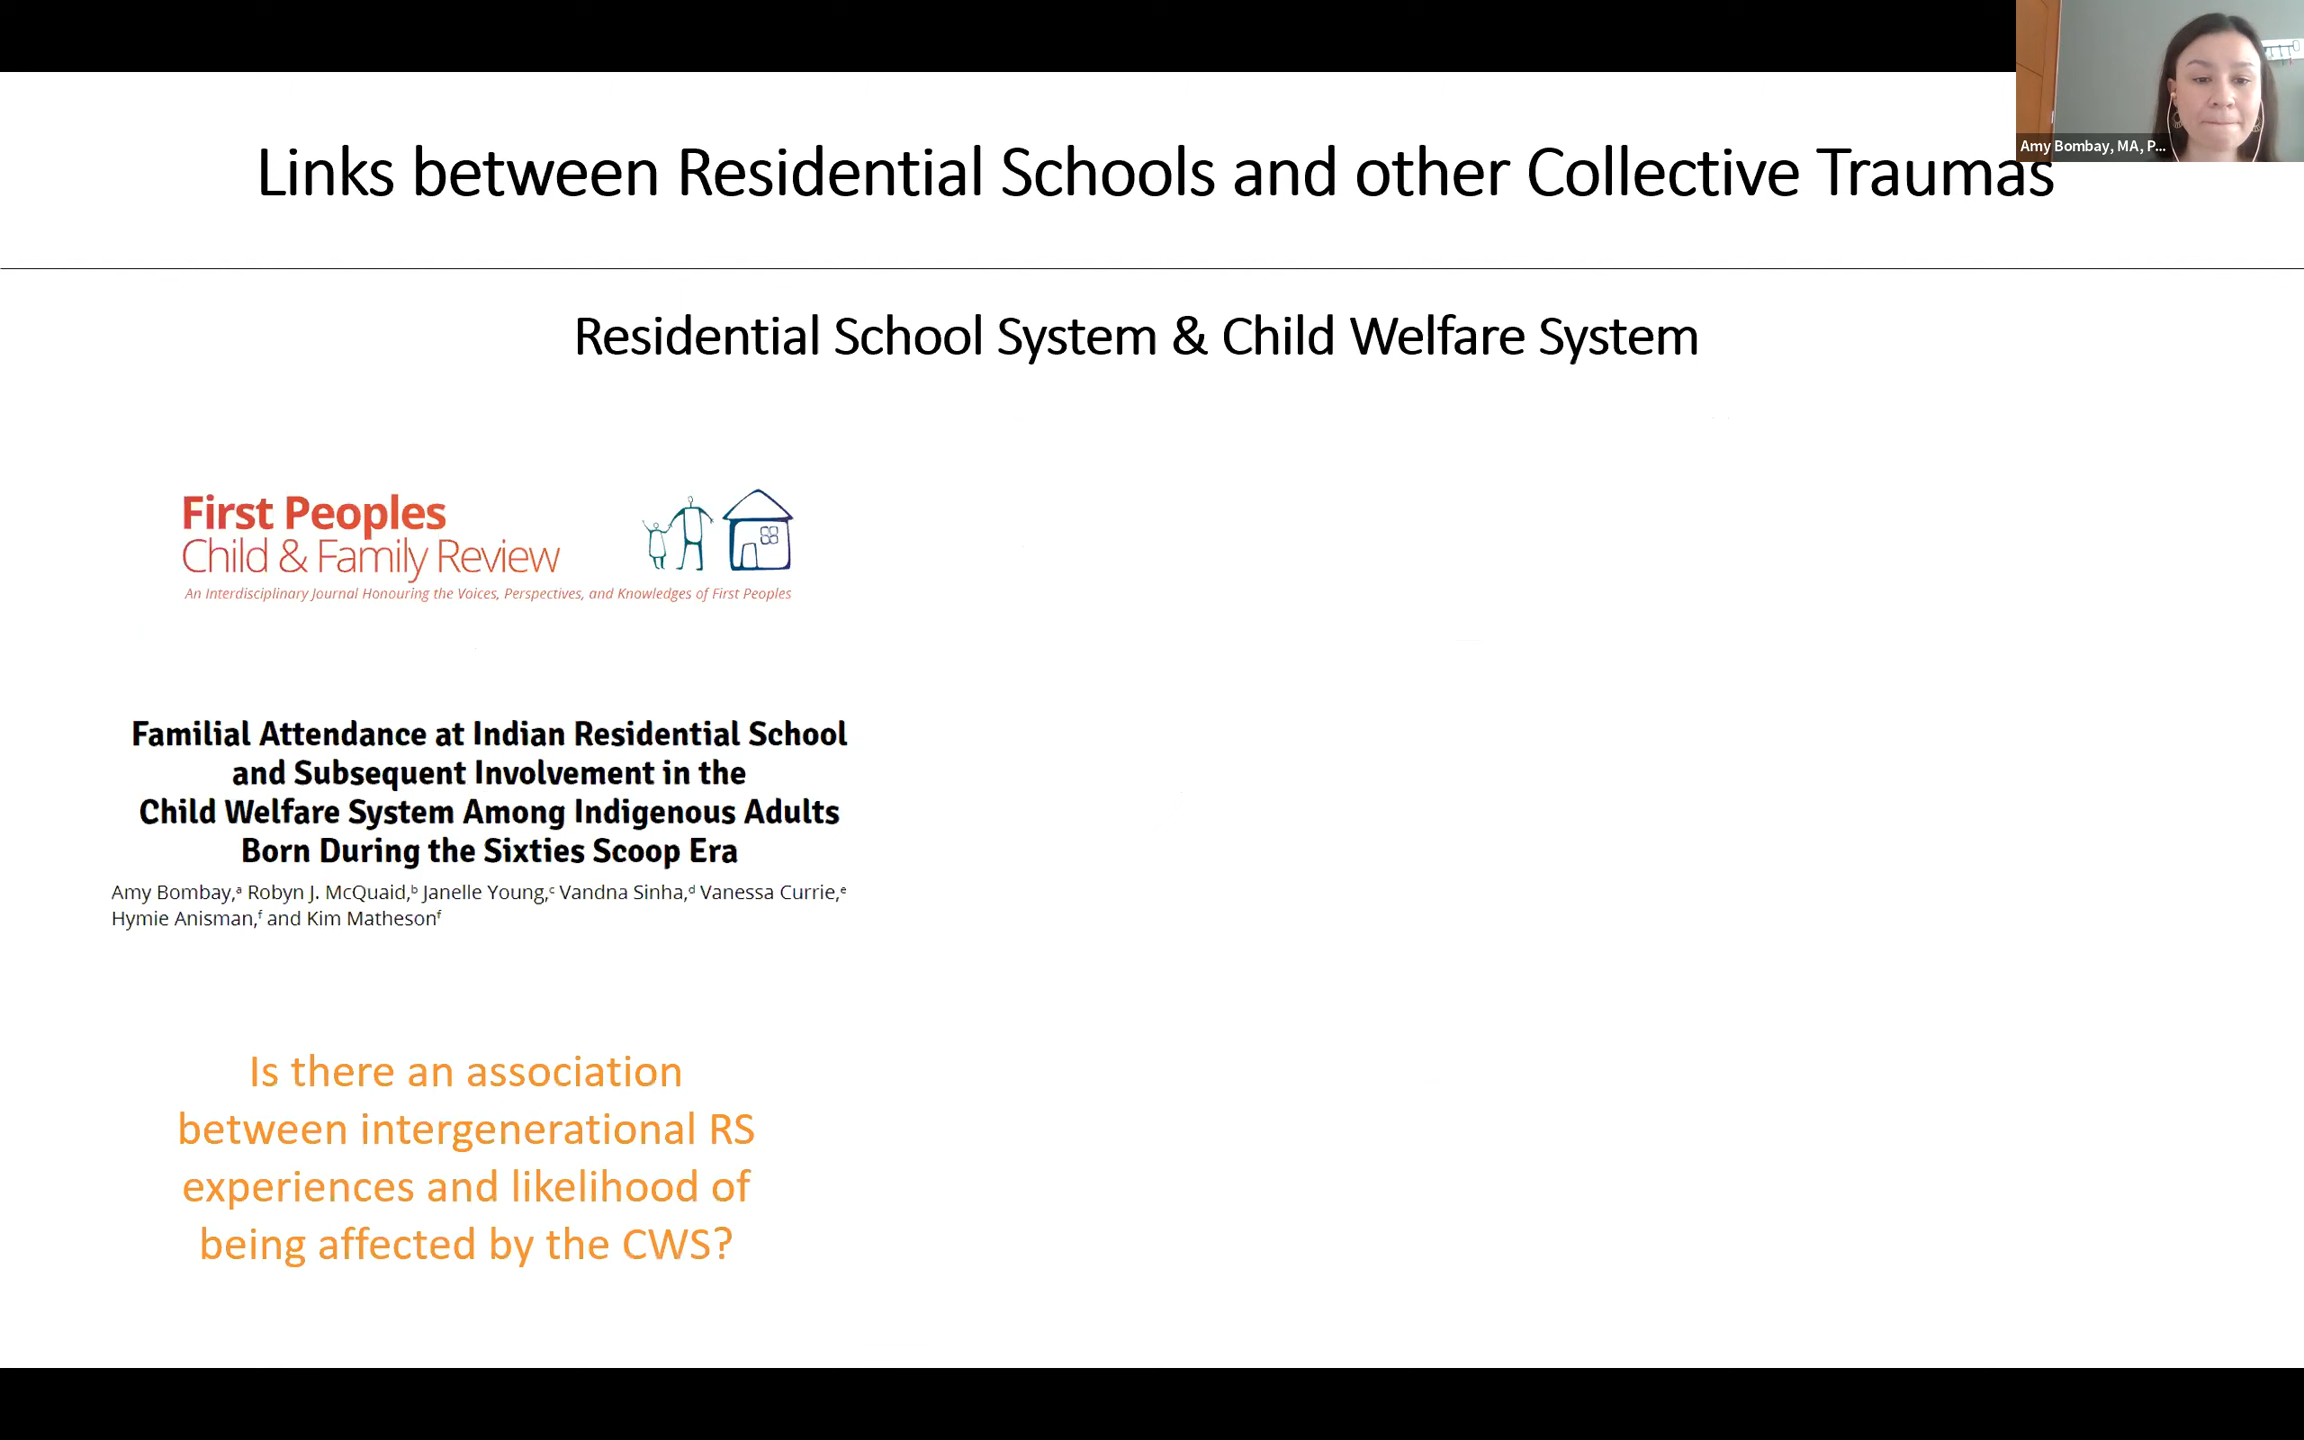 Links between Residential Schools and other Collective Traumas
Amy Bombay, MA, P...
Residential School System & Child Welfare System
First Peoples
Child & Family Review
An Interdisciplinary Journal Honouring the Voices, Perspectives, and Knowledges of First Peoples
Familial Attendance at Indian Residential School
and Subsequent Involvement in the
Child Welfare System Among Indigenous Adults
Born During the Sixties Scoop Era
Amy Bombay,ᵃ Robyn J. McQuaid,ᵇ Janelle Young,ᶜ Vandna Sinha,ᵈ Vanessa Currie,ᵉ
Hymie Anisman,ᶠ and Kim Mathesonᶠ
Is there an association
between intergenerational RS
experiences and likelihood of
being affected by the CWS?